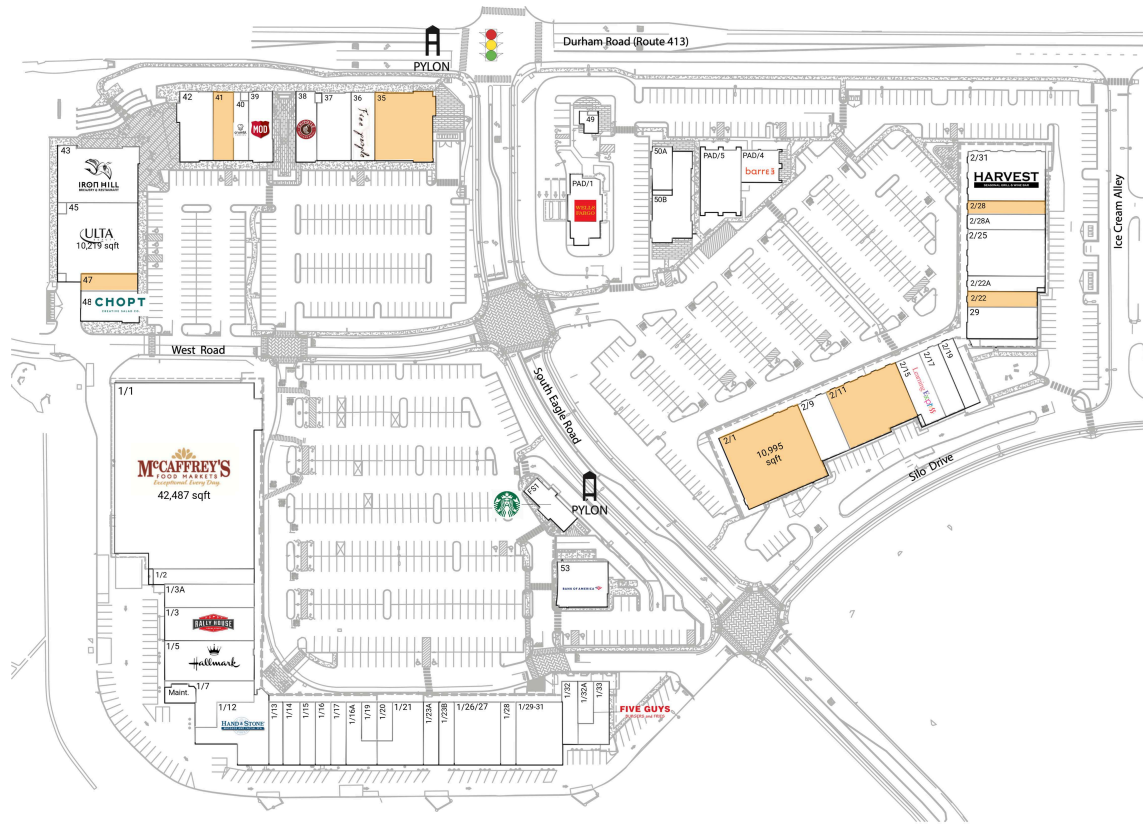 Durham Road (Route 413)
PYLON
42
41
40
39
MOD
38
37
36
free people
35
43
IRON HILL
BREWERY & RESTAURANT
45
ULTA
10,219 sqft
47
48
CHOPT
CREATIVE SALAD CO.
49
PAD/1
WELLS
FARGO
50A
50B
PAD/5
PAD/4
barre3
2/31
HARVEST
SEASONAL GRILL & WINE BAR
2/28
2/28A
2/25
2/22A
2/22
29
Ice Cream Alley
West Road
South Eagle Road
2/1
10,995
sqft
2/9
2/11
2/15
2/17
2/19
Silo Drive
1/1
McCAFFREY'S
FOOD MARKETS
Exceptional Every Day.
42,487 sqft
FS1
PYLON
53
BANK OF AMERICA
1/2
1/3A
1/3
RALLY HOUSE
1/5
Hallmark
Maint.
1/7
1/12
HAND & STONE
1/13
1/14
1/15
1/16
1/17
1/16A
1/19
1/20
1/21
1/23A
1/23B
1/26/27
1/28
1/29-31
1/32
1/32A
1/33
FIVE GUYS
BURGERS and FRIES
7